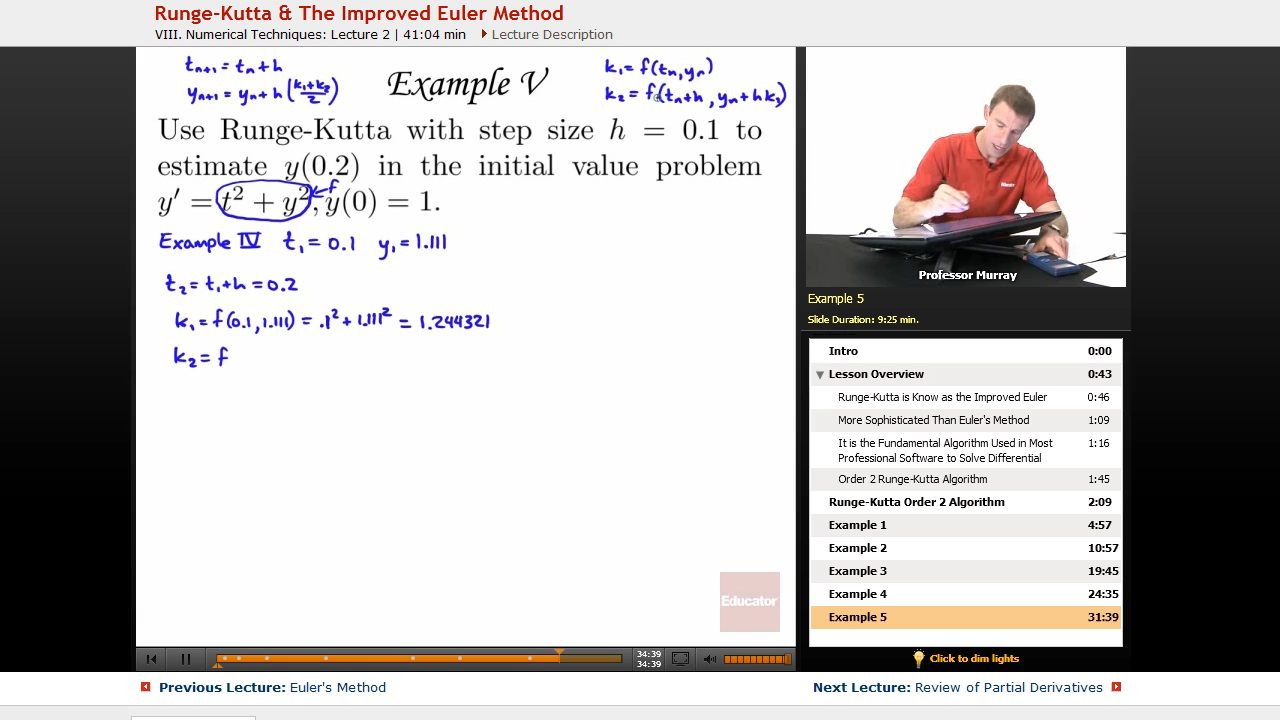 Runge-Kutta & The Improved Euler Method
VIII. Numerical Techniques: Lecture 2 | 41:04 min Lecture Description
tₙ₊₁ = tₙ + h
yₙ₊₁ = yₙ + h (k₁+k₂/2)
Example V
k₁ = f(tₙ, yₙ)
k₂ = f(tₙ+h, yₙ+hk₂)
Use Runge-Kutta with step size h = 0.1 to
estimate y(0.2) in the initial value problem
y′ = t² + y², y(0) = 1.
← f
Example IV t₁ = 0.1 y₁ = 1.111
t₂ = t₁+h = 0.2
k₁ = f(0.1, 1.111) = .1² + 1.111² = 1.244321
k₂ = f
Educator
34:39
34:39
Professor Murray
Example 5
Slide Duration: 9:25 min.
Intro 0:00
Lesson Overview 0:43
Runge-Kutta is Know as the Improved Euler 0:46
More Sophisticated Than Euler's Method 1:09
It is the Fundamental Algorithm Used in Most 1:16
Professional Software to Solve Differential
Order 2 Runge-Kutta Algorithm 1:45
Runge-Kutta Order 2 Algorithm 2:09
Example 1 4:57
Example 2 10:57
Example 3 19:45
Example 4 24:35
Example 5 31:39
Click to dim lights
Previous Lecture: Euler's Method
Next Lecture: Review of Partial Derivatives